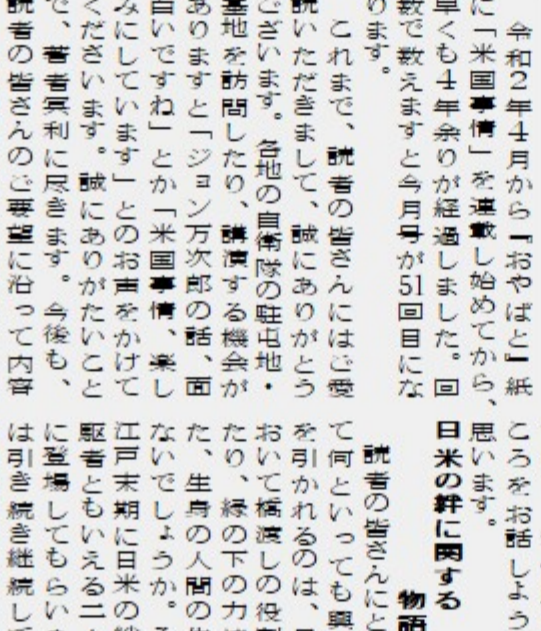 令和2年4月から『おやばと』紙
に「米国事情」を連載し始めてから、
早くも4年余りが経過しました。回
数で数えますと今月号が51回目にな
ります。
これまで、読者の皆さんにはご愛
読いただきまして、誠にありがとう
ございます。各地の自衛隊の駐屯地・
基地を訪問したり、講演する機会が
ありますと「ジョン万次郎の話、面
白いですね」とか「米国事情、楽し
みにしています」とのお声をかけて
くださいます。誠にありがたいこと
で、著者冥利に尽きます。今後も、
読者の皆さんのご要望に沿って内容
ころをお話しよう
思います。
日米の絆に関する
物語
読者の皆さんにと
て何といっても興
を引かれるのは、
おいて橋渡しの役割
たり、縁の下の力
た、生身の人間の
ないでしょうか。
江戸末期に日米の絆
駆者ともいえる二
に登場してもらい
は引き続き継続し